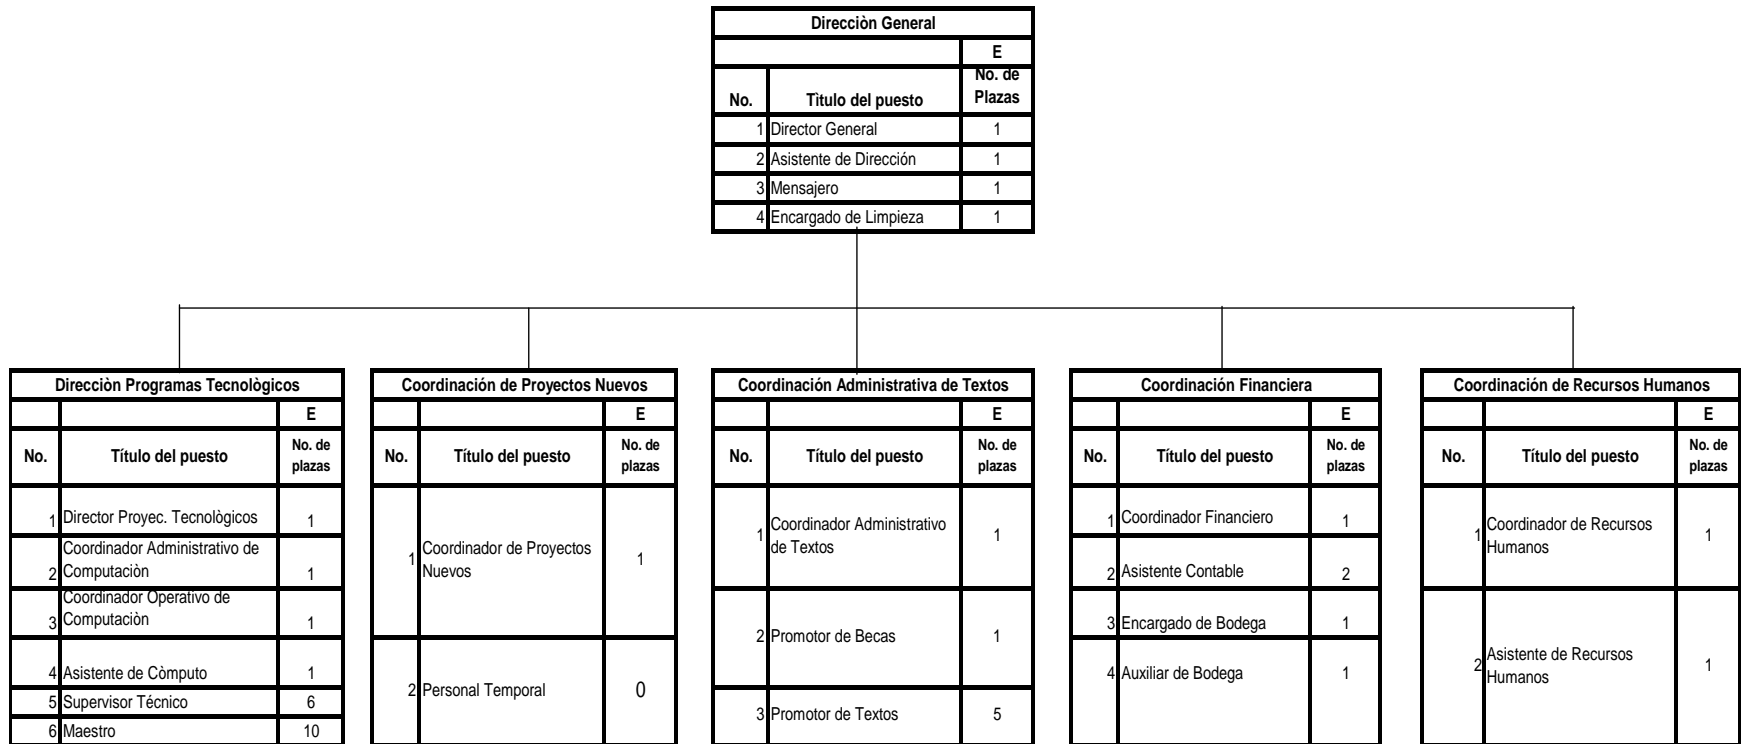 Direcciòn General
E
No. Tìtulo del puesto No. de Plazas
1 Director General 1
2 Asistente de Dirección 1
3 Mensajero 1
4 Encargado de Limpieza 1
Direcciòn Programas Tecnològicos
E
No. Título del puesto No. de plazas
1 Director Proyec. Tecnològicos 1
2 Coordinador Administrativo de Computaciòn 1
3 Coordinador Operativo de Computaciòn 1
4 Asistente de Còmputo 1
5 Supervisor Técnico 6
6 Maestro 10
Coordinación de Proyectos Nuevos
E
No. Título del puesto No. de plazas
1 Coordinador de Proyectos Nuevos 1
2 Personal Temporal 0
Coordinación Administrativa de Textos
E
No. Título del puesto No. de plazas
1 Coordinador Administrativo de Textos 1
2 Promotor de Becas 1
3 Promotor de Textos 5
Coordinación Financiera
E
No. Título del puesto No. de plazas
1 Coordinador Financiero 1
2 Asistente Contable 2
3 Encargado de Bodega 1
4 Auxiliar de Bodega 1
Coordinación de Recursos Humanos
E
No. Título del puesto No. de plazas
1 Coordinador de Recursos Humanos 1
2 Asistente de Recursos Humanos 1